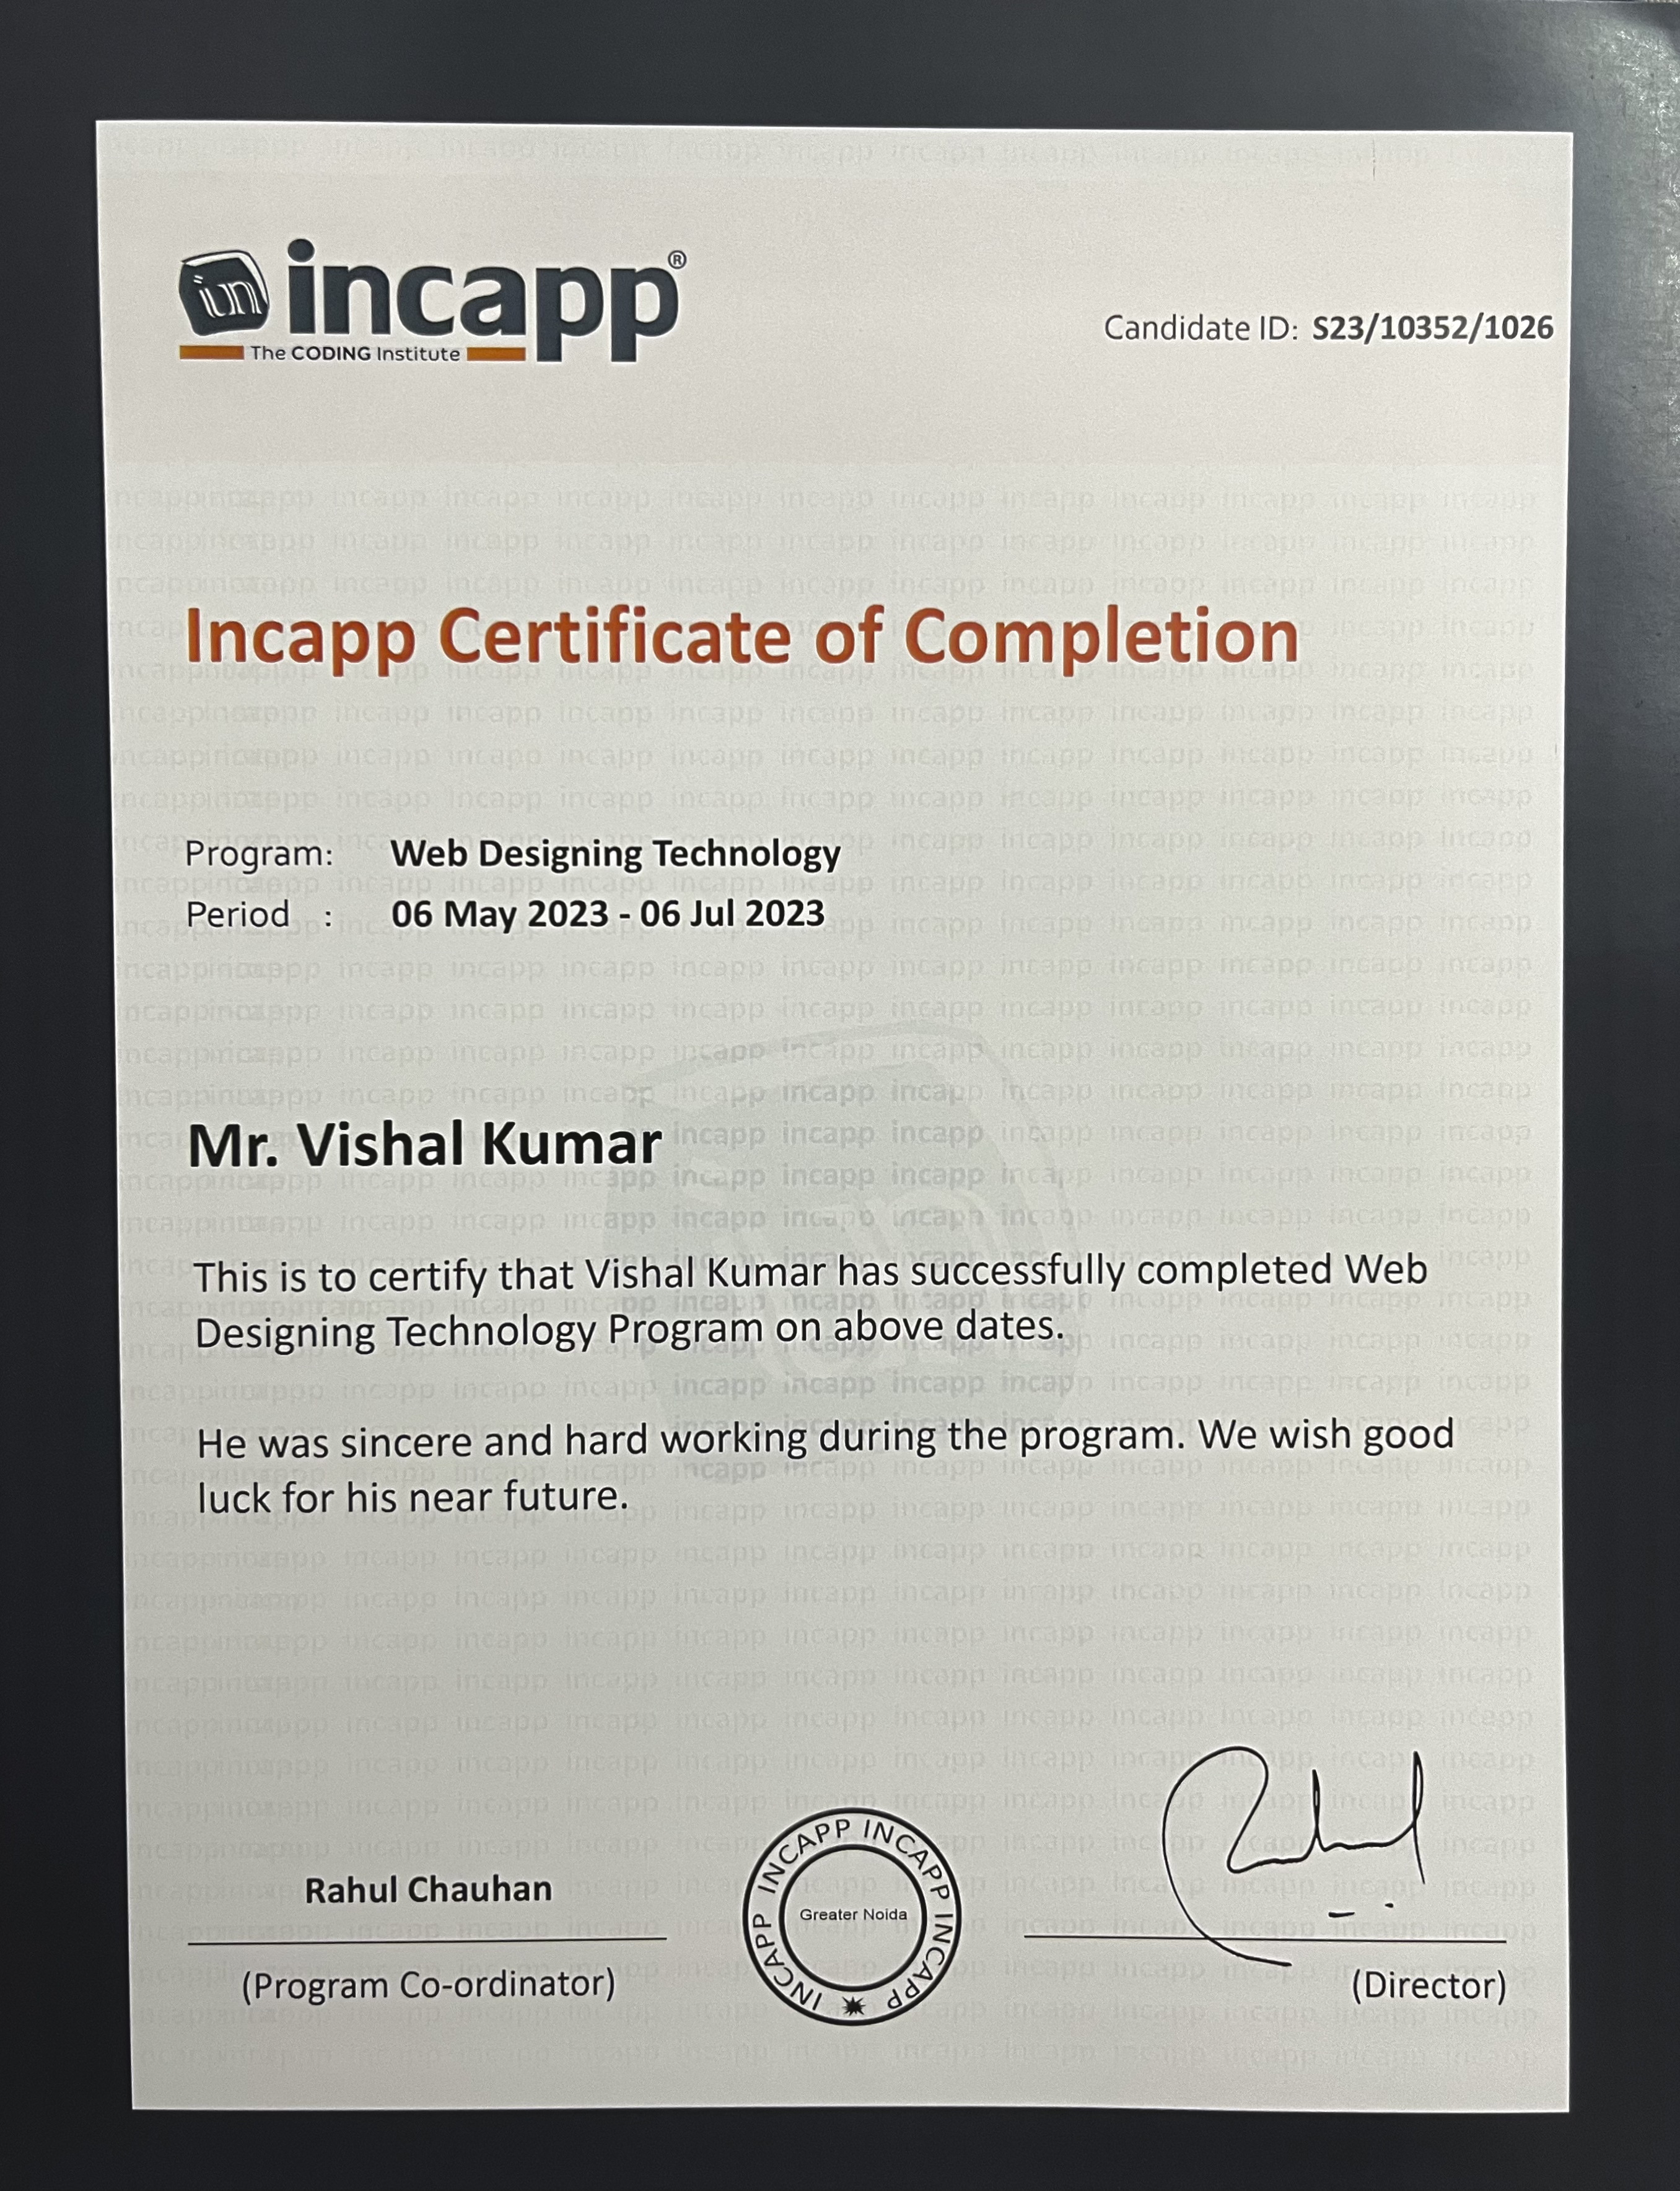 in incapp®
The CODING Institute
Candidate ID: S23/10352/1026
Incapp Certificate of Completion
Program: Web Designing Technology
Period : 06 May 2023 - 06 Jul 2023
Mr. Vishal Kumar
This is to certify that Vishal Kumar has successfully completed Web
Designing Technology Program on above dates.
He was sincere and hard working during the program. We wish good
luck for his near future.
Rahul Chauhan
(Program Co-ordinator)
INCAPP INCAPP INCAPP INCAPP
Greater Noida
(Director)